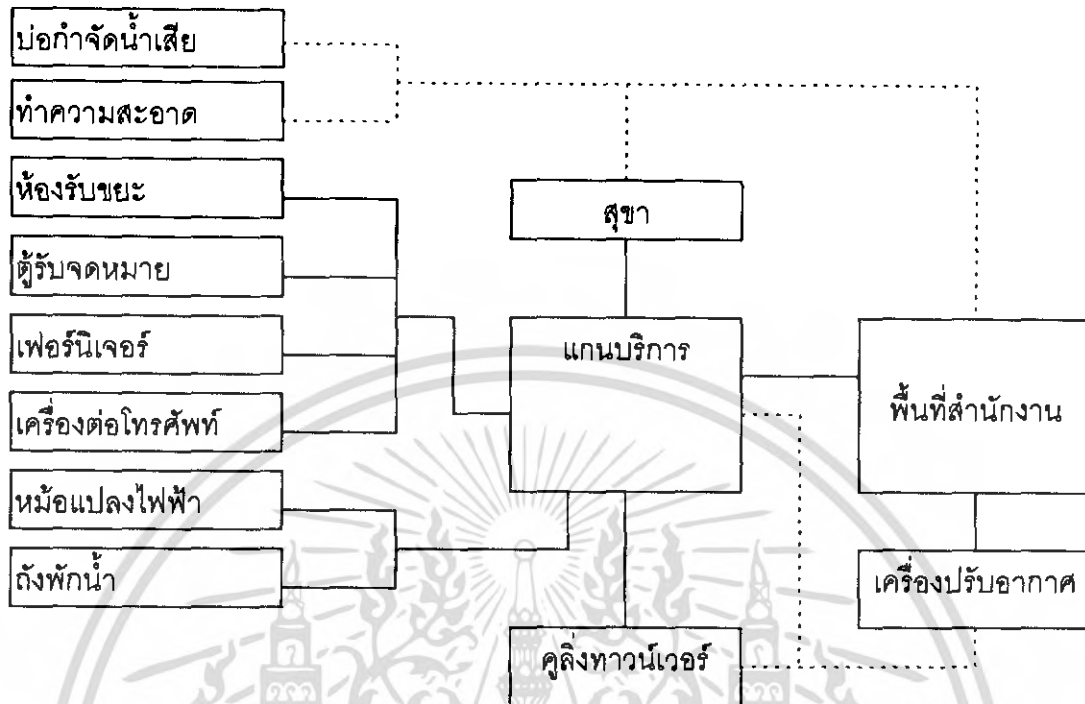 บ่อกำจัดน้ำเสีย
ทำความสะอาด
ห้องรับขยะ
สุขา
ตู้รับจดหมาย
เฟอร์นิเจอร์
แกนบริการ
พื้นที่สำนักงาน
เครื่องต่อโทรศัพท์
หม้อแปลงไฟฟ้า
ถังพักน้ำ
เครื่องปรับอากาศ
คูลิ่งทาวน์เวอร์